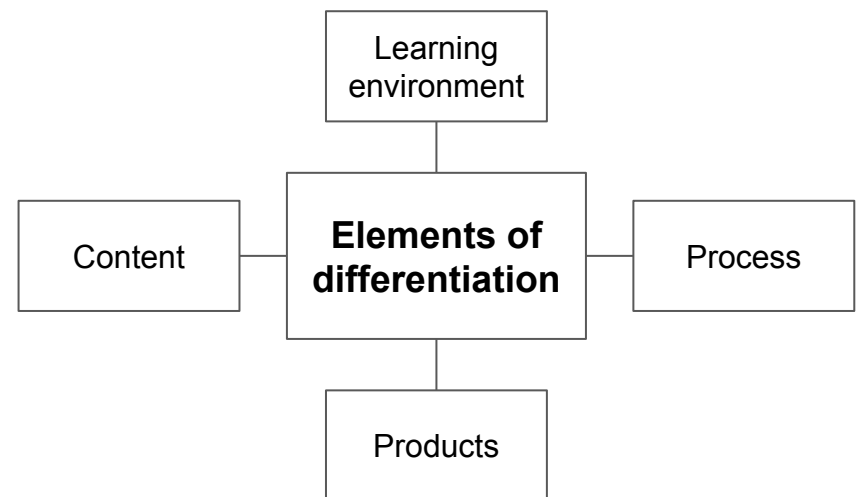 Learning
environment
Content
Elements of
differentiation
Process
Products